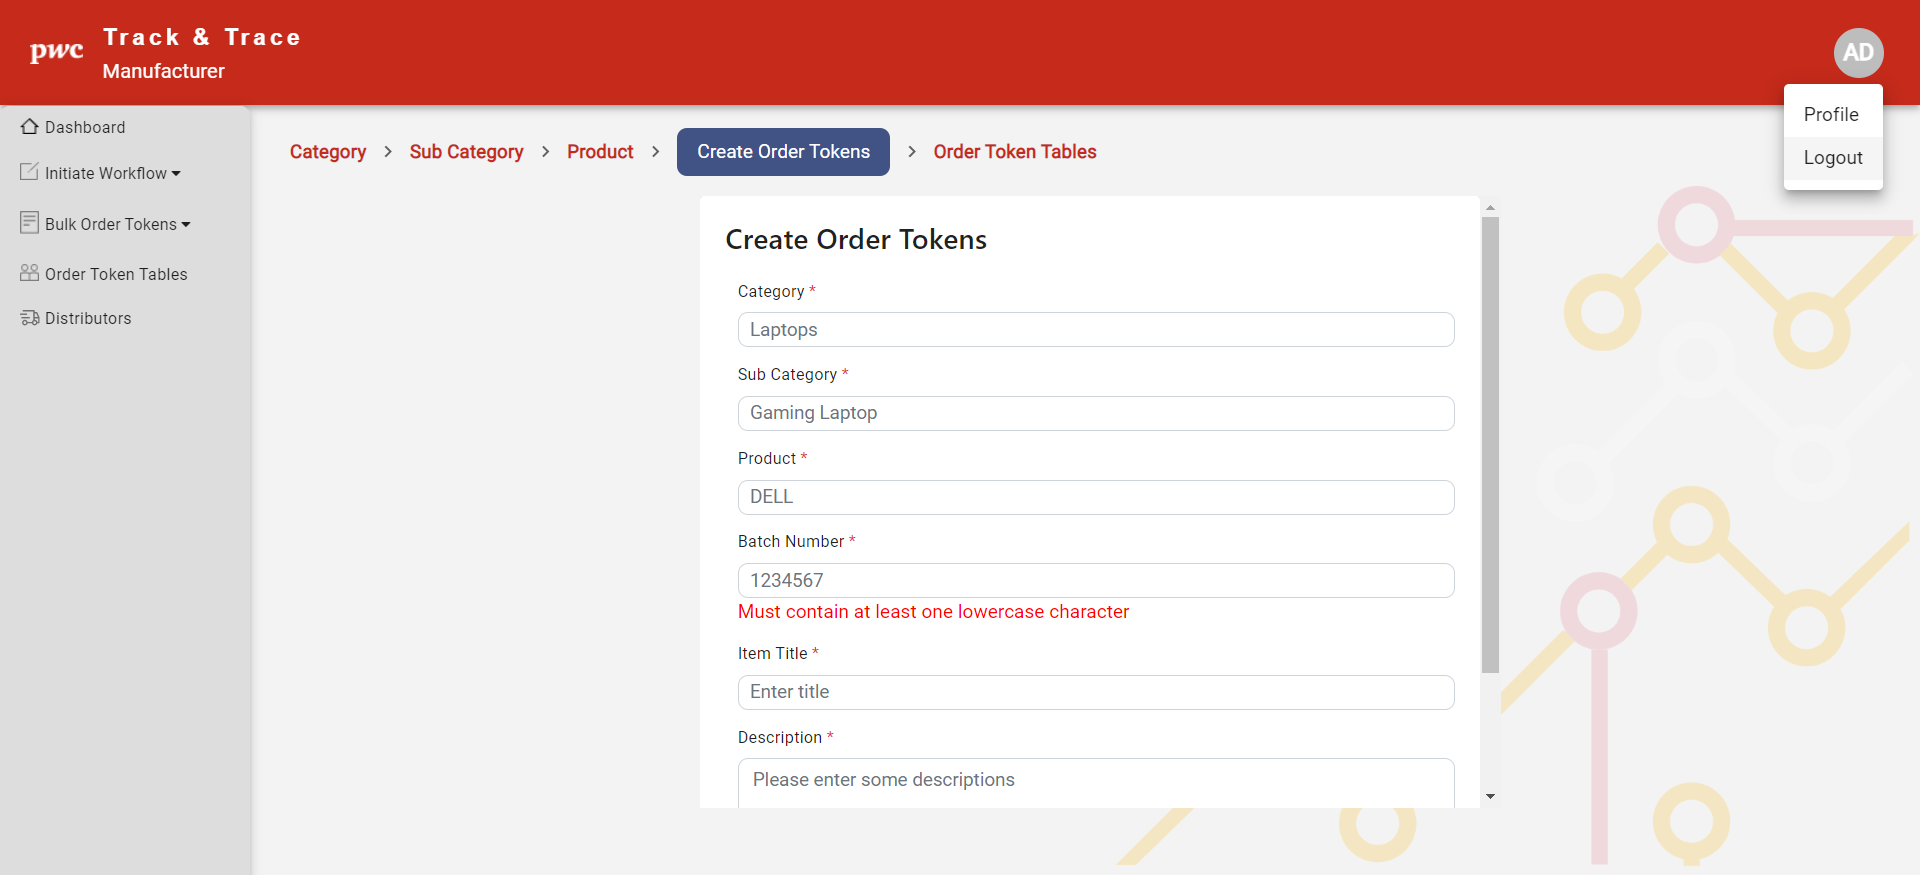 pwc
Track & Trace
Manufacturer
AD
Profile
Logout
Dashboard
Initiate Workflow
Bulk Order Tokens
Order Token Tables
Distributors
Category > Sub Category > Product > Create Order Tokens > Order Token Tables
Create Order Tokens
Category *
Laptops
Sub Category *
Gaming Laptop
Product *
DELL
Batch Number *
1234567
Must contain at least one lowercase character
Item Title *
Enter title
Description *
Please enter some descriptions